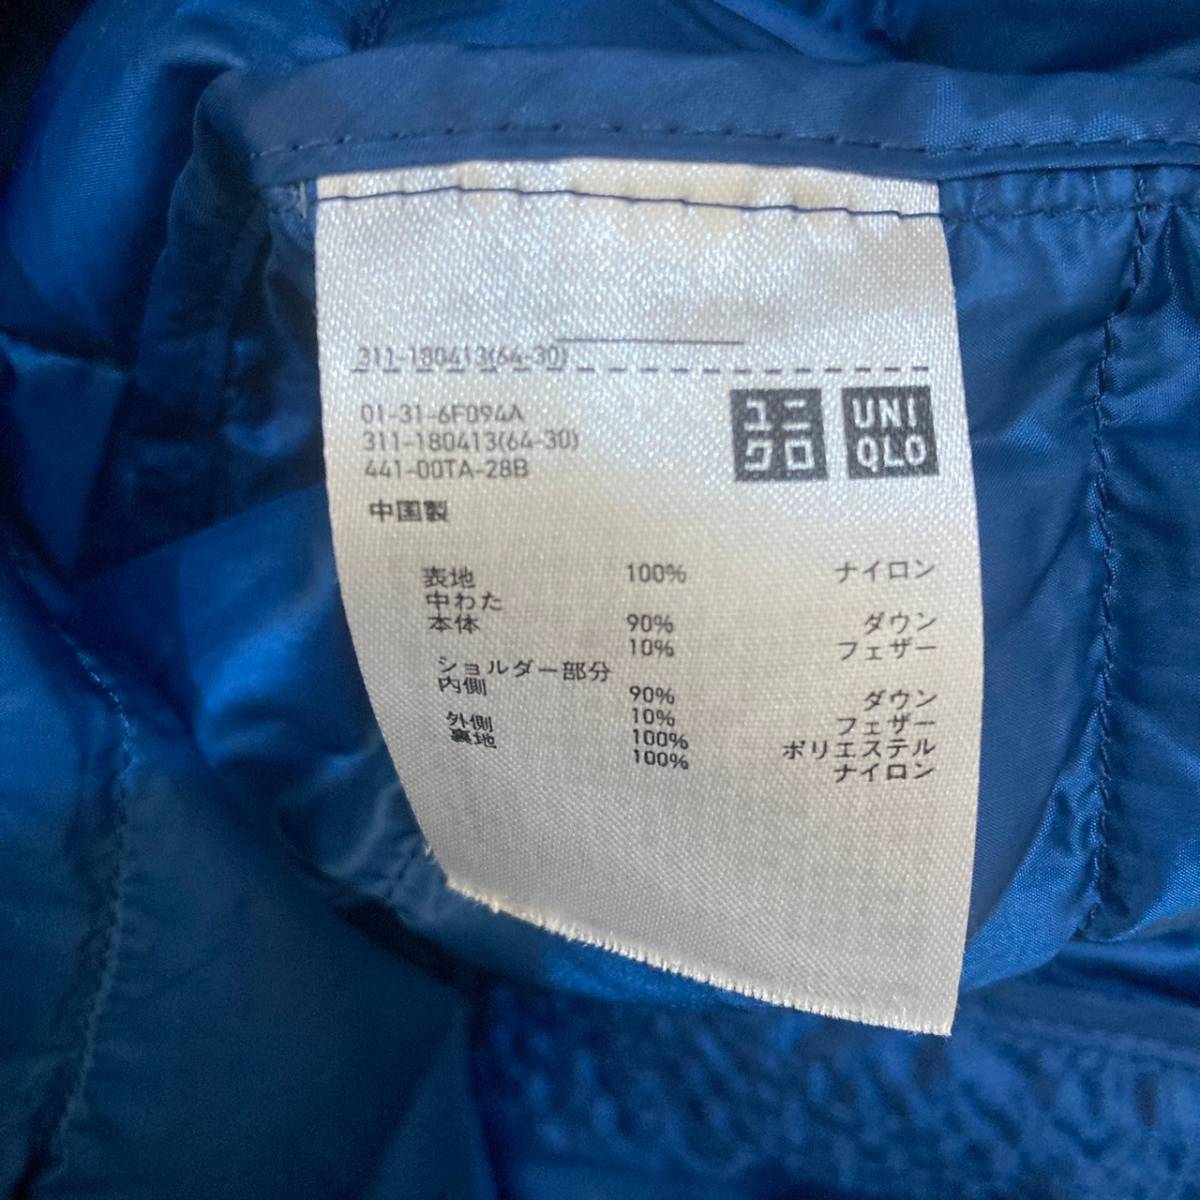 311-180413(64-30)
01-31-6F094A
311-180413(64-30)
441-00TA-28B
ユニ
クロ
UNI
QLO
中国製
表地 100% ナイロン
中わた
本体 90% ダウン
10% フェザー
ショルダー部分
内側 90% ダウン
10% フェザー
外側 100% ポリエステル
裏地 100% ナイロン